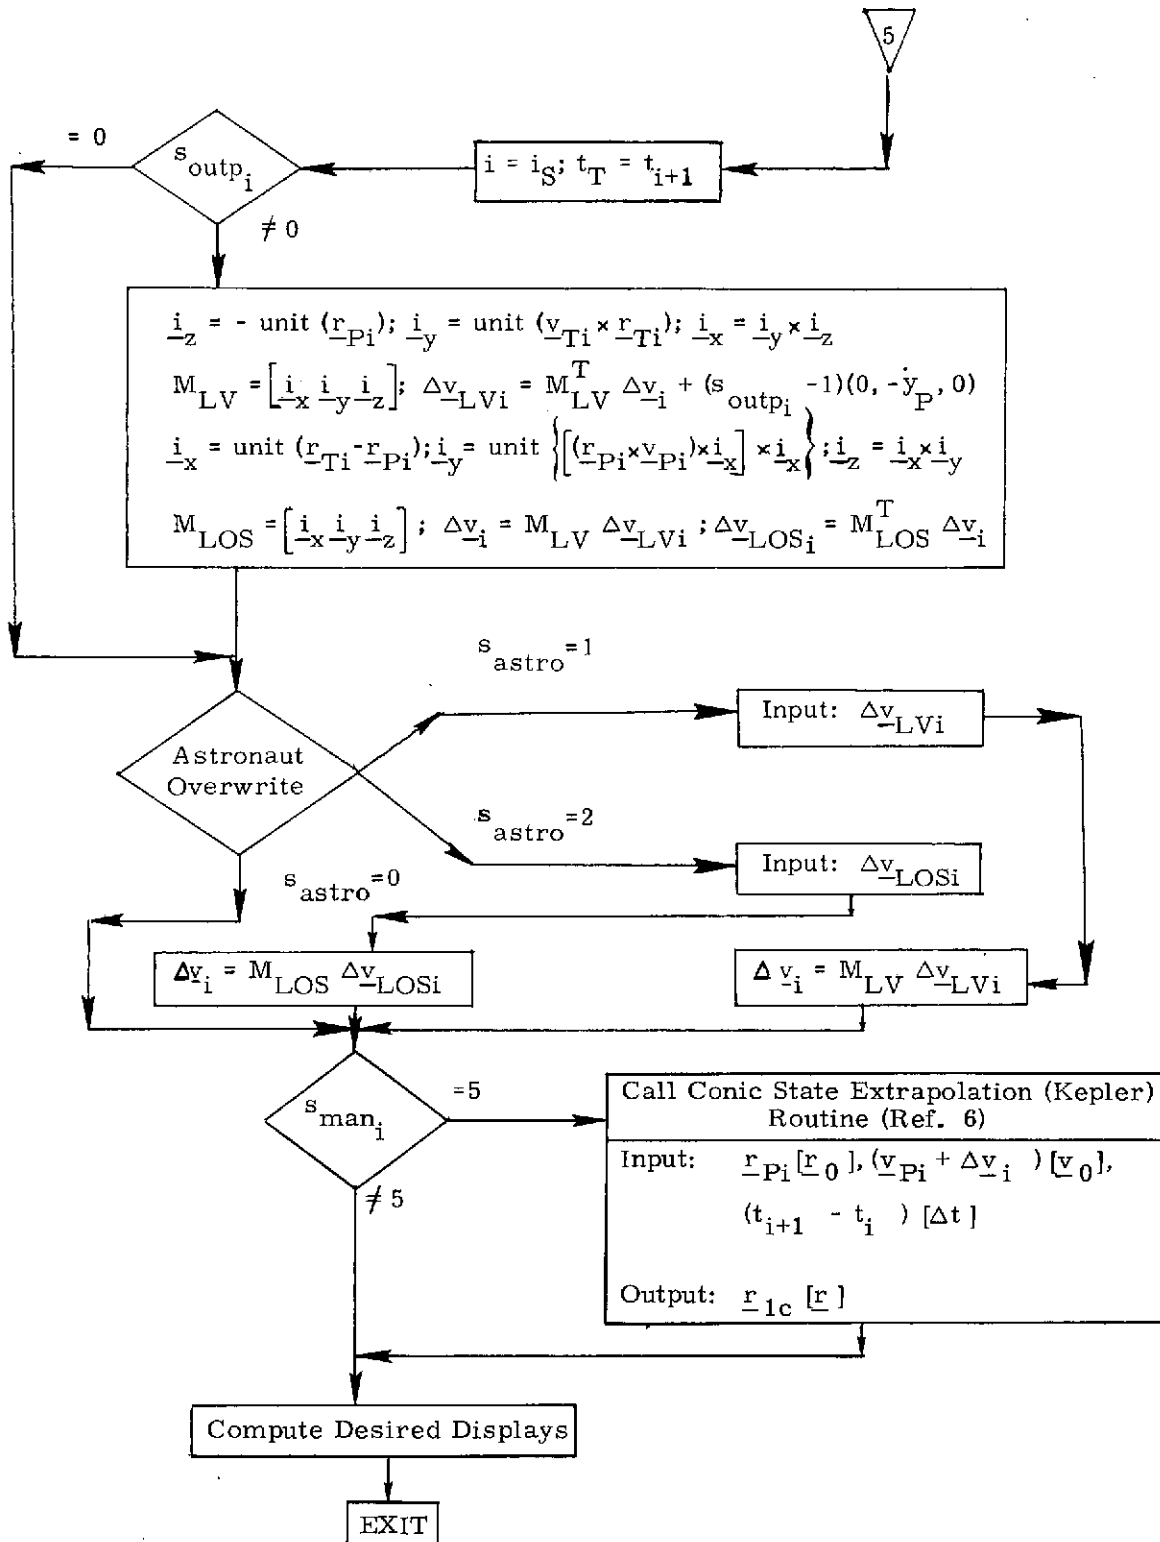 5
= 0
s_outp_i
i = i_S; t_T = t_{i+1}
≠ 0
i_z = - unit (r_Pi); i_y = unit (v_Ti × r_Ti); i_x = i_y × i_z
M_LV = [i_x i_y i_z]; Δv_LVi = M_LV^T Δv_i + (s_outp_i -1)(0, -ẏ_P, 0)
i_x = unit (r_Ti - r_Pi); i_y = unit {[(r_Pi × v_Pi) × i_x] × i_x}; i_z = i_x × i_y
M_LOS = [i_x i_y i_z]; Δv_i = M_LV Δv_LVi; Δv_LOS_i = M_LOS^T Δv_i
s_astro=1
Input: Δv_LVi
Astronaut
Overwrite
s_astro=2
Input: Δv_LOSi
s_astro=0
Δv_i = M_LOS Δv_LOSi
Δ v_i = M_LV Δv_LVi
s_man_i
=5
Call Conic State Extrapolation (Kepler)
Routine (Ref. 6)
Input: r_Pi [r_0], (v_Pi + Δv_i ) [v_0],
(t_{i+1} - t_i ) [Δt ]
≠ 5
Output: r_1c [r ]
Compute Desired Displays
EXIT